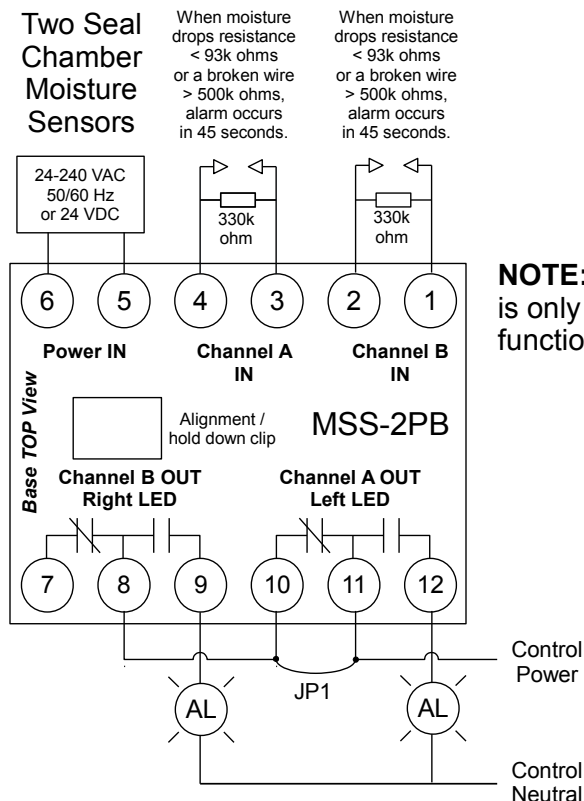 Two Seal
Chamber
Moisture
Sensors
When moisture
drops resistance
< 93k ohms
or a broken wire
> 500k ohms,
alarm occurs
in 45 seconds.
When moisture
drops resistance
< 93k ohms
or a broken wire
> 500k ohms,
alarm occurs
in 45 seconds.
24-240 VAC
50/60 Hz
or 24 VDC
330k
ohm
330k
ohm
NOTE:
is only
functio
6 5 4 3 2 1
Power IN
Channel A
IN
Channel B
IN
Base TOP View
Alignment /
hold down clip
MSS-2PB
Channel B OUT
Right LED
Channel A OUT
Left LED
7 8 9 10 11 12
Control
Power
JP1
AL AL
Control
Neutral